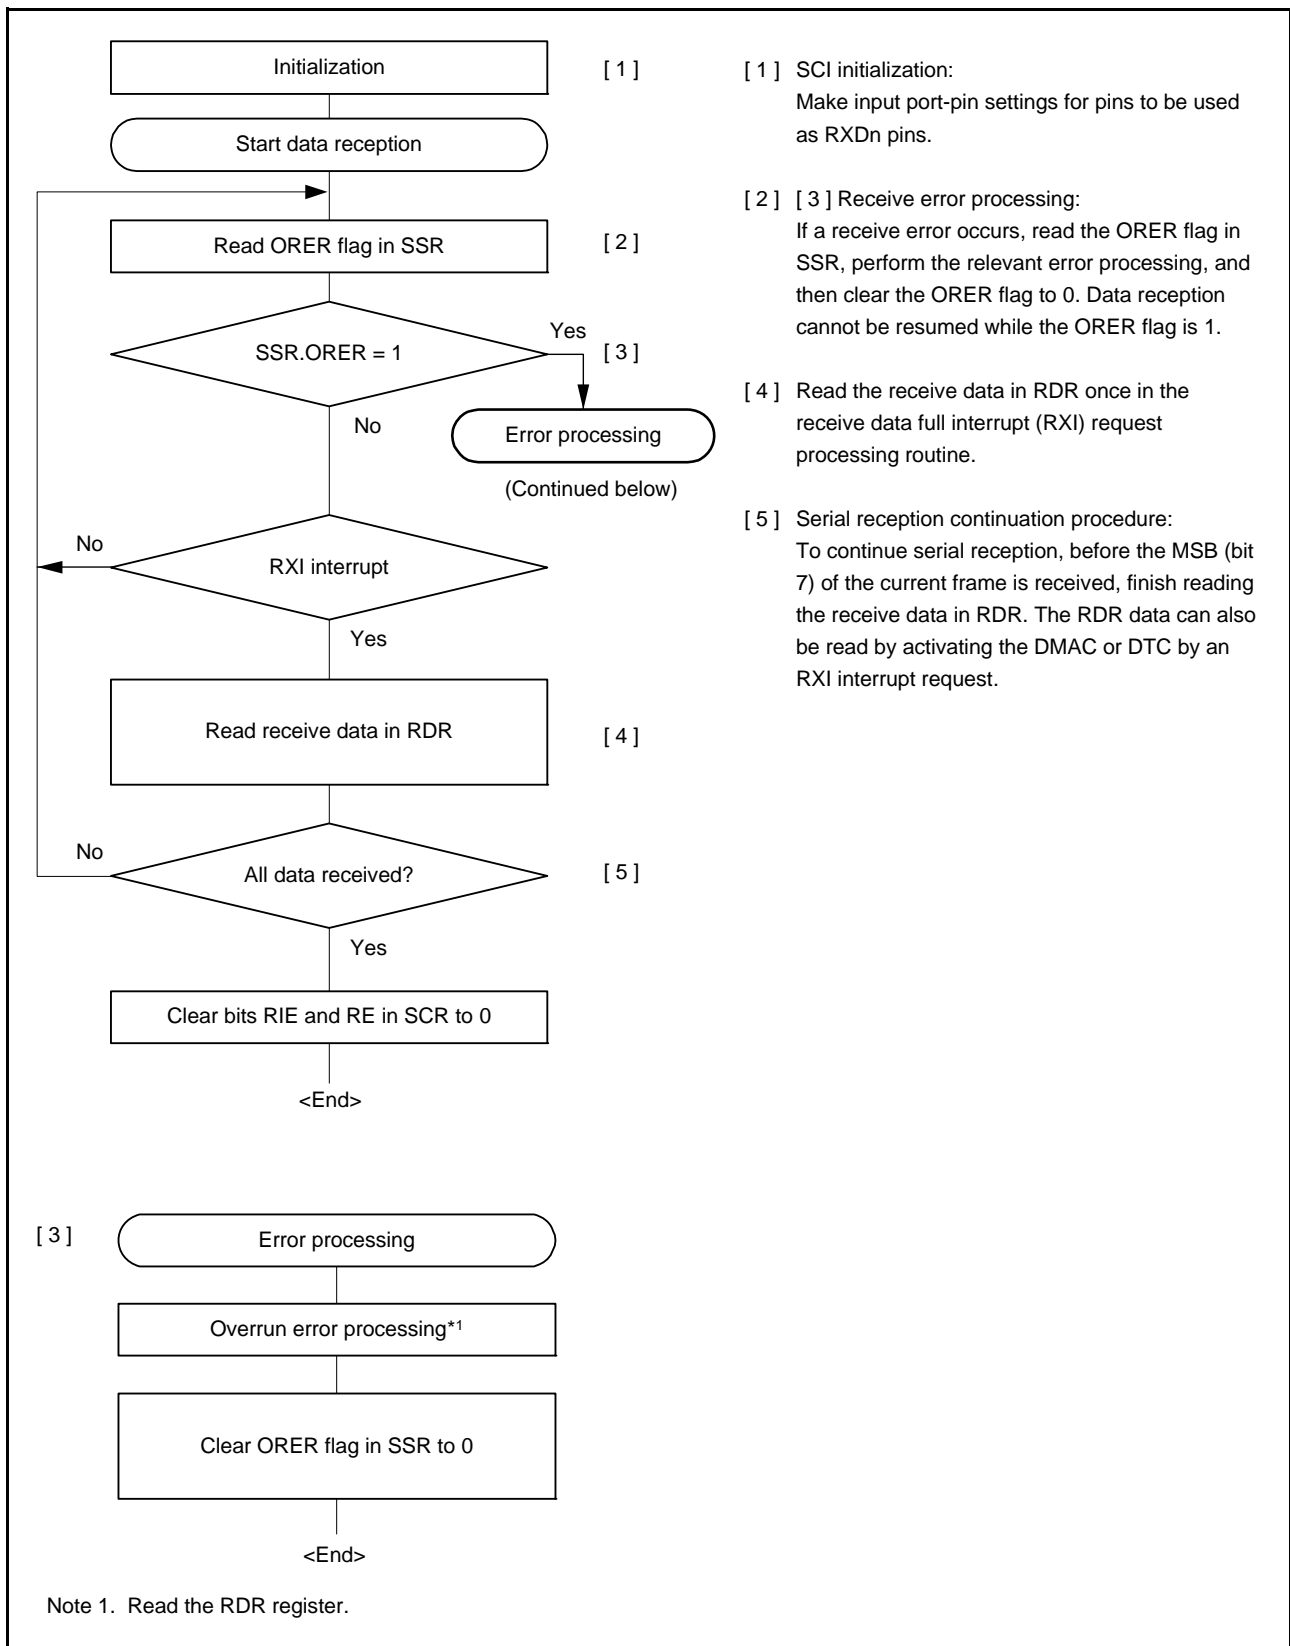 Initialization
[ 1 ]
Start data reception
Read ORER flag in SSR
[ 2 ]
SSR.ORER = 1
Yes
[ 3 ]
No
Error processing
(Continued below)
No
RXI interrupt
Yes
Read receive data in RDR
[ 4 ]
No
All data received?
[ 5 ]
Yes
Clear bits RIE and RE in SCR to 0
<End>
[ 1 ] SCI initialization:
Make input port-pin settings for pins to be used
as RXDn pins.
[ 2 ] [ 3 ] Receive error processing:
If a receive error occurs, read the ORER flag in
SSR, perform the relevant error processing, and
then clear the ORER flag to 0. Data reception
cannot be resumed while the ORER flag is 1.
[ 4 ] Read the receive data in RDR once in the
receive data full interrupt (RXI) request
processing routine.
[ 5 ] Serial reception continuation procedure:
To continue serial reception, before the MSB (bit
7) of the current frame is received, finish reading
the receive data in RDR. The RDR data can also
be read by activating the DMAC or DTC by an
RXI interrupt request.
[ 3 ]
Error processing
Overrun error processing*1
Clear ORER flag in SSR to 0
<End>
Note 1. Read the RDR register.